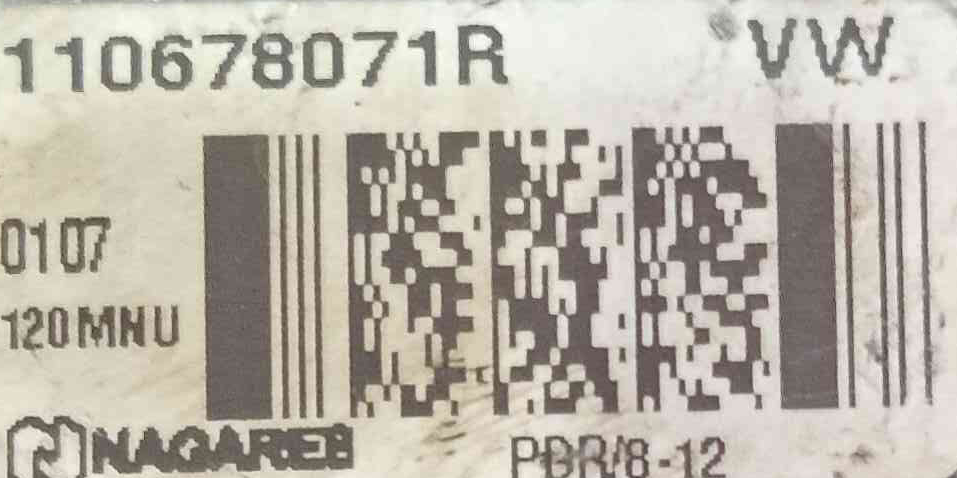 110678071R VW
0107
120MNU
NAGARES PBR/8-12